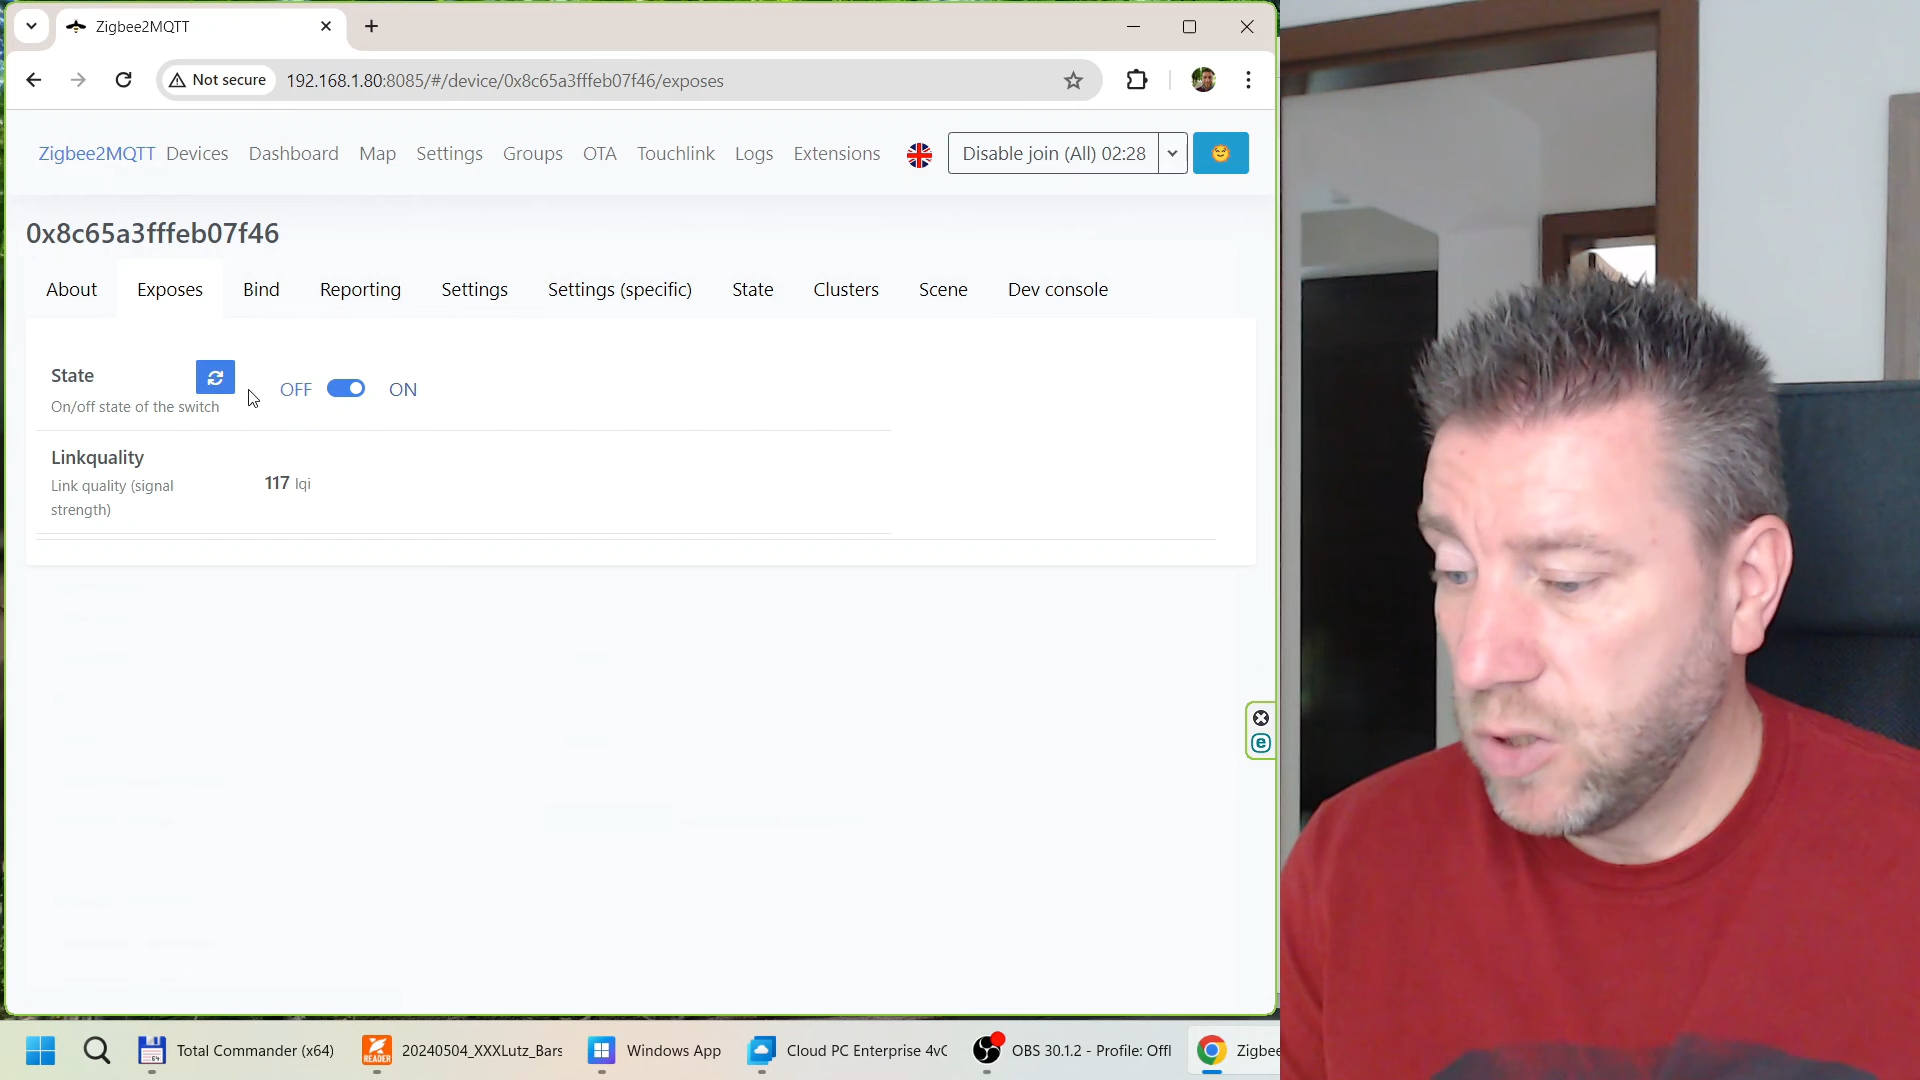 Zigbee2MQTT
Not secure
192.168.1.80:8085/#/device/0x8c65a3fffeb07f46/exposes
Zigbee2MQTT Devices Dashboard Map Settings Groups OTA Touchlink Logs Extensions Disable join (All) 02:28
0x8c65a3fffeb07f46
About Exposes Bind Reporting Settings Settings (specific) State Clusters Scene Dev console
State
On/off state of the switch
OFF ON
Linkquality
Link quality (signal
strength)
117 lqi
Total Commander (x64) 20240504_XXXLutz_Bars Windows App Cloud PC Enterprise 4vC OBS 30.1.2 - Profile: Offl Zigbee
64
READER